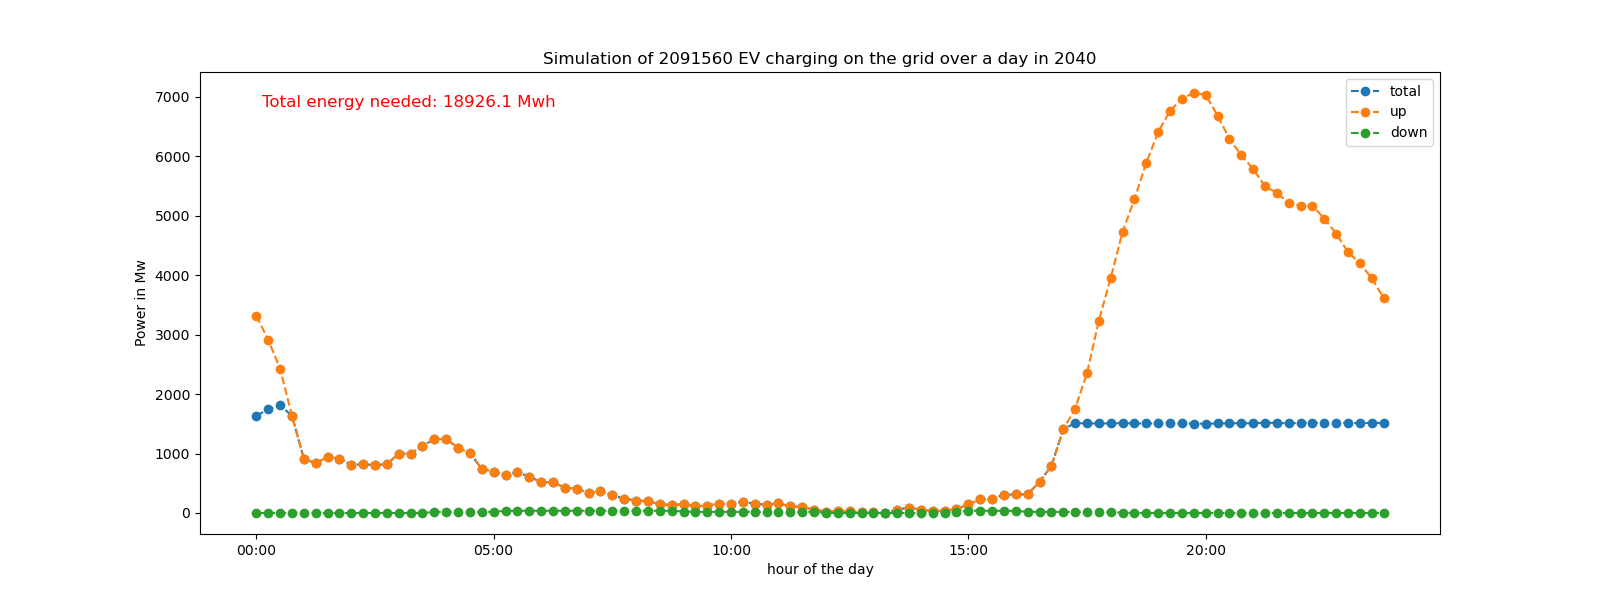 Simulation of 2091560 EV charging on the grid over a day in 2040
Total energy needed: 18926.1 Mwh
total
up
down
Power in Mw
7000
6000
5000
4000
3000
2000
1000
0
00:00 05:00 10:00 15:00 20:00
hour of the day